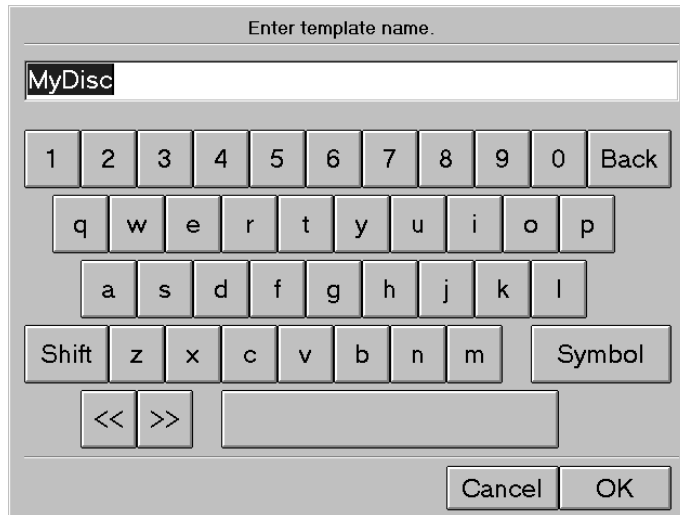 Enter template name.
MyDisc
1 2 3 4 5 6 7 8 9 0 Back
q w e r t y u i o p
a s d f g h j k l
Shift z x c v b n m Symbol
<< >>
Cancel OK